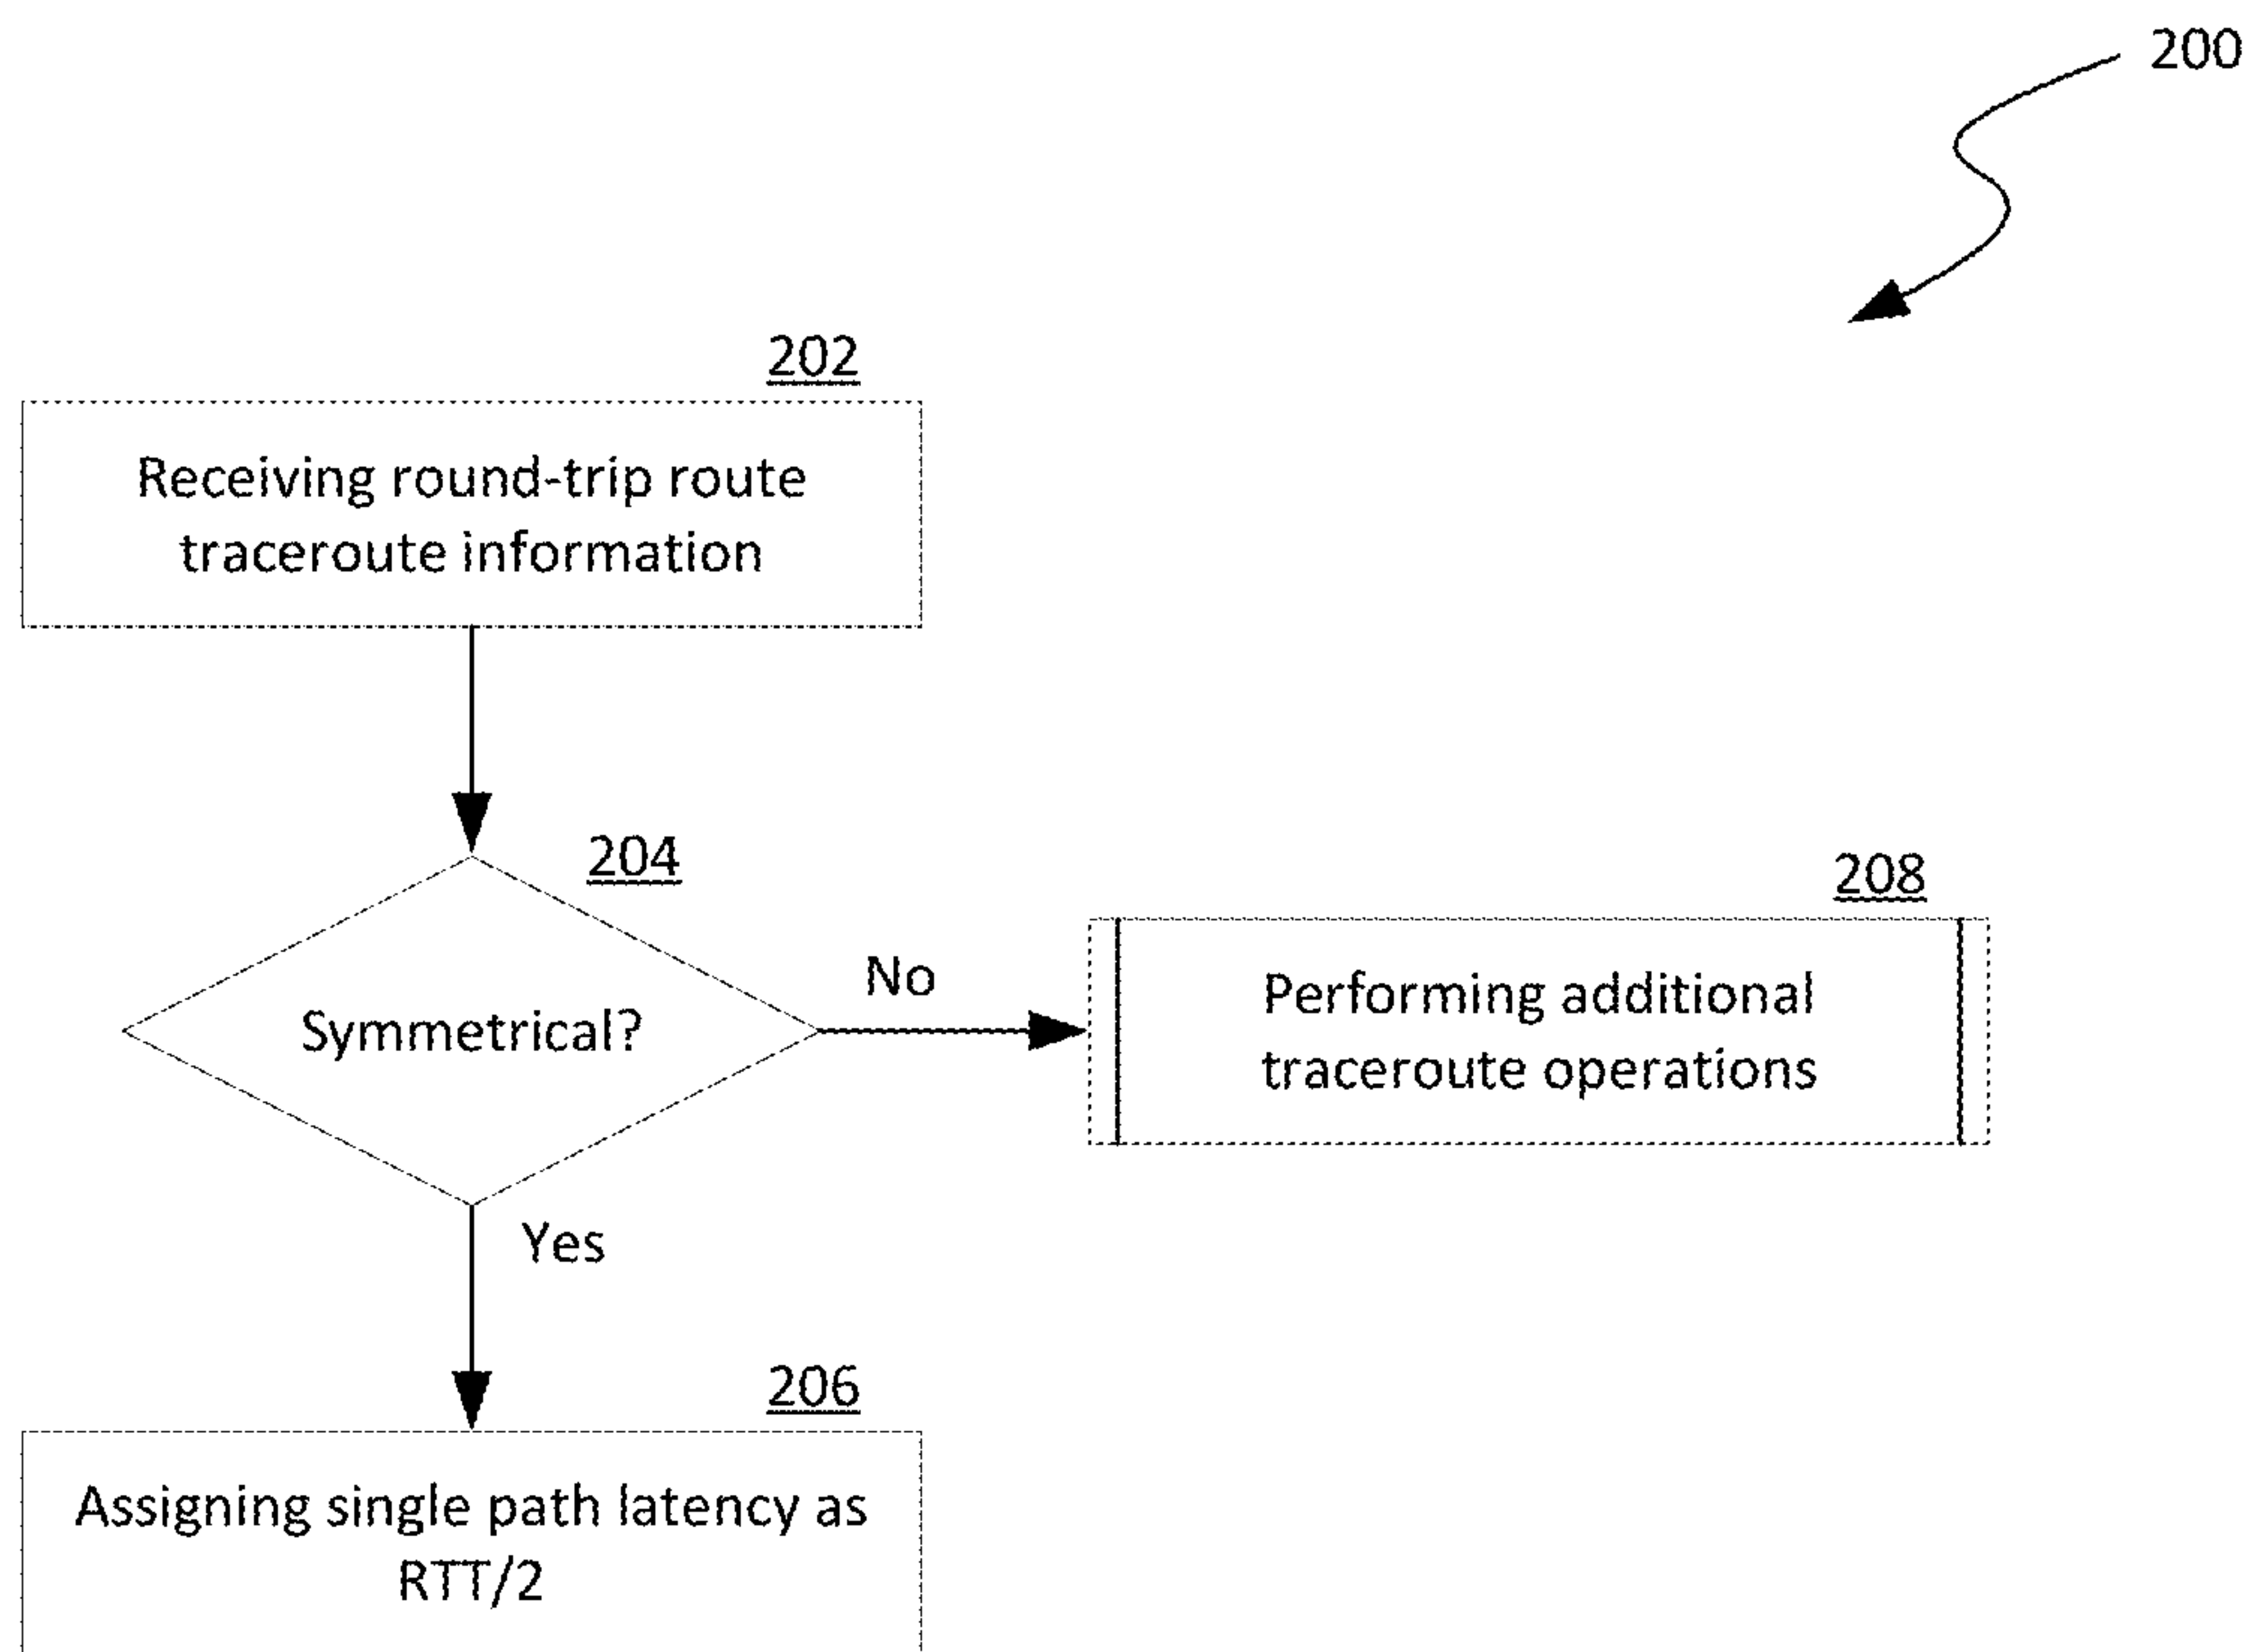 200
202
Receiving round-trip route
traceroute information
204
Symmetrical?
No
208
Performing additional
traceroute operations
Yes
206
Assigning single path latency as
RTT/2